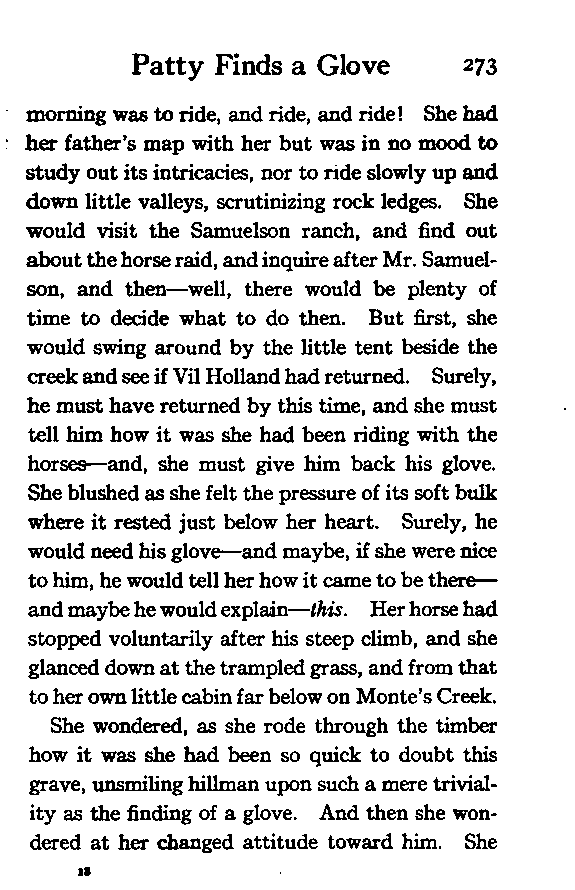 Patty Finds a Glove 273
morning was to ride, and ride, and ride! She had
her father's map with her but was in no mood to
study out its intricacies, nor to ride slowly up and
down little valleys, scrutinizing rock ledges. She
would visit the Samuelson ranch, and find out
about the horse raid, and inquire after Mr. Samuel-
son, and then—well, there would be plenty of
time to decide what to do then. But first, she
would swing around by the little tent beside the
creek and see if Vil Holland had returned. Surely,
he must have returned by this time, and she must
tell him how it was she had been riding with the
horses—and, she must give him back his glove.
She blushed as she felt the pressure of its soft bulk
where it rested just below her heart. Surely, he
would need his glove—and maybe, if she were nice
to him, he would tell her how it came to be there—
and maybe he would explain—this. Her horse had
stopped voluntarily after his steep climb, and she
glanced down at the trampled grass, and from that
to her own little cabin far below on Monte's Creek.
She wondered, as she rode through the timber
how it was she had been so quick to doubt this
grave, unsmiling hillman upon such a mere trivial-
ity as the finding of a glove. And then she won-
dered at her changed attitude toward him. She
18